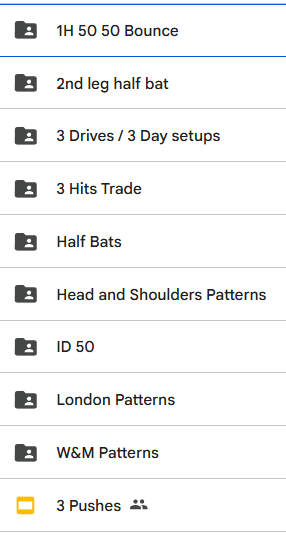 1H 50 50 Bounce
2nd leg half bat
3 Drives / 3 Day setups
3 Hits Trade
Half Bats
Head and Shoulders Patterns
ID 50
London Patterns
W&M Patterns
3 Pushes